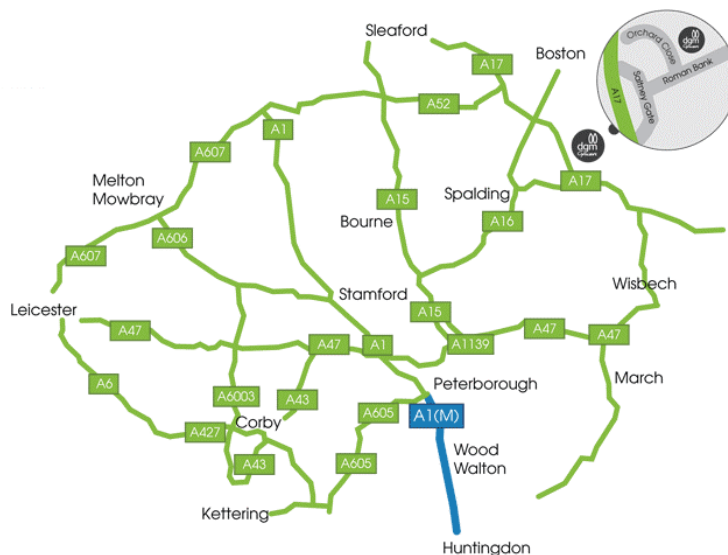 Sleaford
Boston
A17
Orchard Close
dgm
Roman Bank
Saltney Gate
A17
A52
A1
dgm
A607
A17
Melton
Mowbray
A15
Spalding
Bourne
A16
A606
A607
Wisbech
Leicester
Stamford
A15
A47
A47
A1
A1139
A47
A47
A6
Peterborough
March
A6003
A43
A605
A1(M)
Corby
A427
Wood
Walton
A43
A605
Kettering
Huntingdon